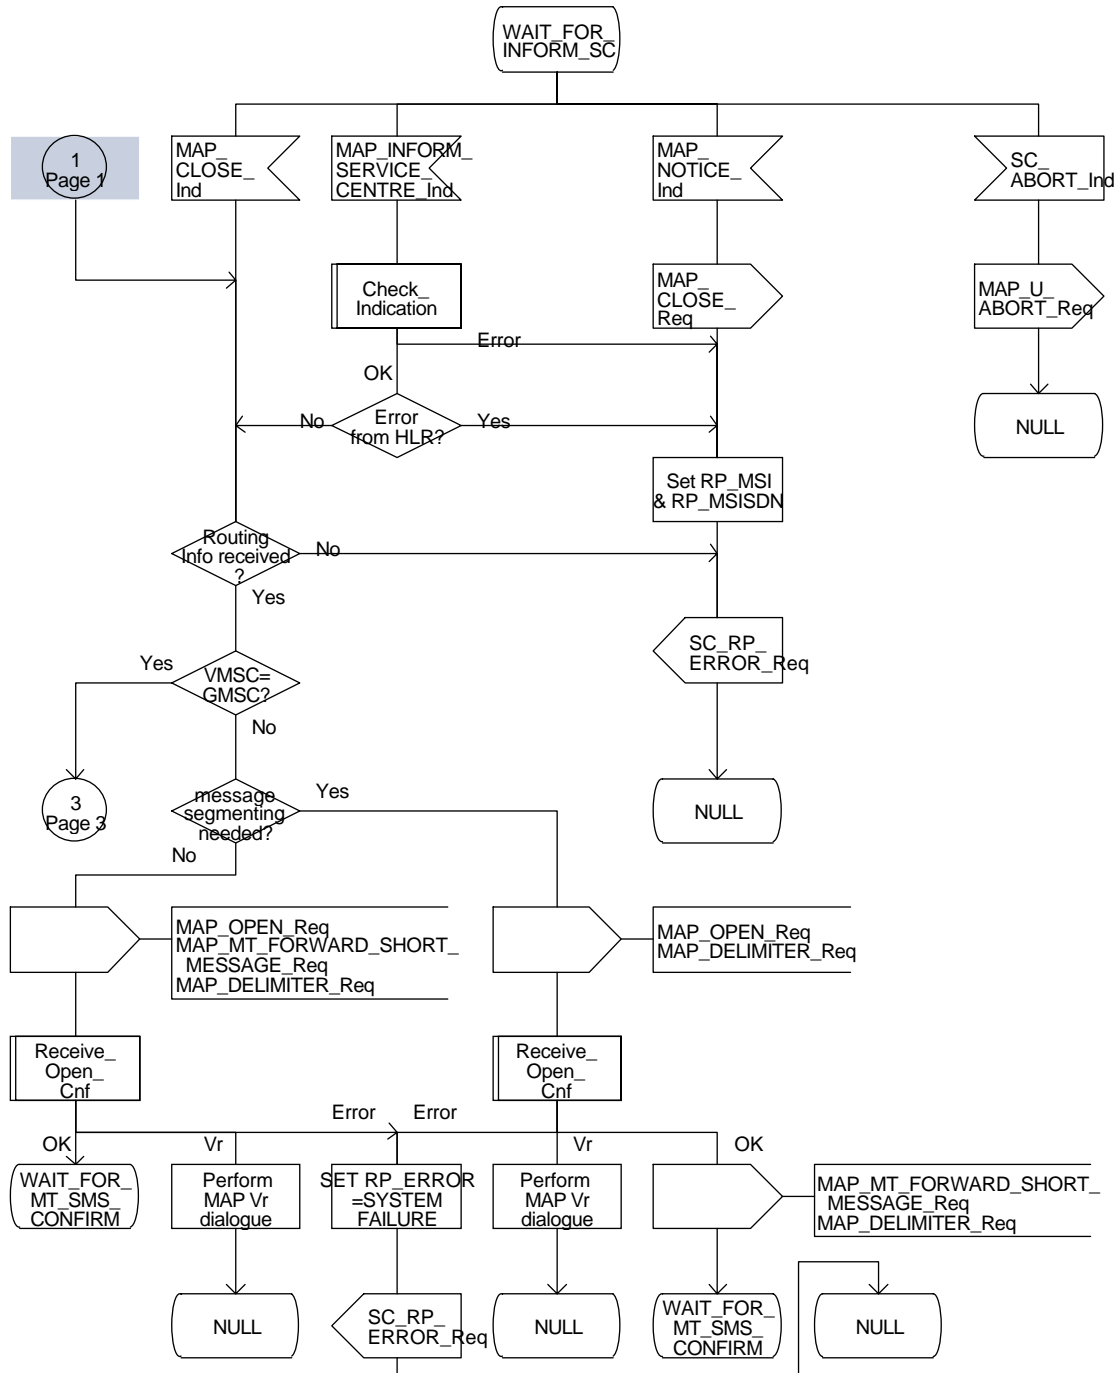 WAIT_FOR_
INFORM_SC
1
Page 1
MAP_
CLOSE_
Ind
MAP_INFORM_
SERVICE_
CENTRE_Ind
MAP_
NOTICE_
Ind
SC_
ABORT_Ind
Check_
Indication
MAP_
CLOSE_
Req
MAP_U_
ABORT_Req
Error
OK
No
Error
from HLR?
Yes
NULL
Set RP_MSI
& RP_MSISDN
Routing
Info received
?
No
Yes
SC_RP_
ERROR_Req
Yes
VMSC=
GMSC?
No
3
Page 3
message
segmenting
needed?
Yes
NULL
No
MAP_OPEN_Req
MAP_MT_FORWARD_SHORT_
MESSAGE_Req
MAP_DELIMITER_Req
MAP_OPEN_Req
MAP_DELIMITER_Req
Receive_
Open_
Cnf
Receive_
Open_
Cnf
Error
Error
OK
Vr
Vr
OK
WAIT_FOR_
MT_SMS_
CONFIRM
Perform
MAP Vr
dialogue
SET RP_ERROR
=SYSTEM
FAILURE
Perform
MAP Vr
dialogue
MAP_MT_FORWARD_SHORT_
MESSAGE_Req
MAP_DELIMITER_Req
NULL
SC_RP_
ERROR_Req
NULL
WAIT_FOR_
MT_SMS_
CONFIRM
NULL